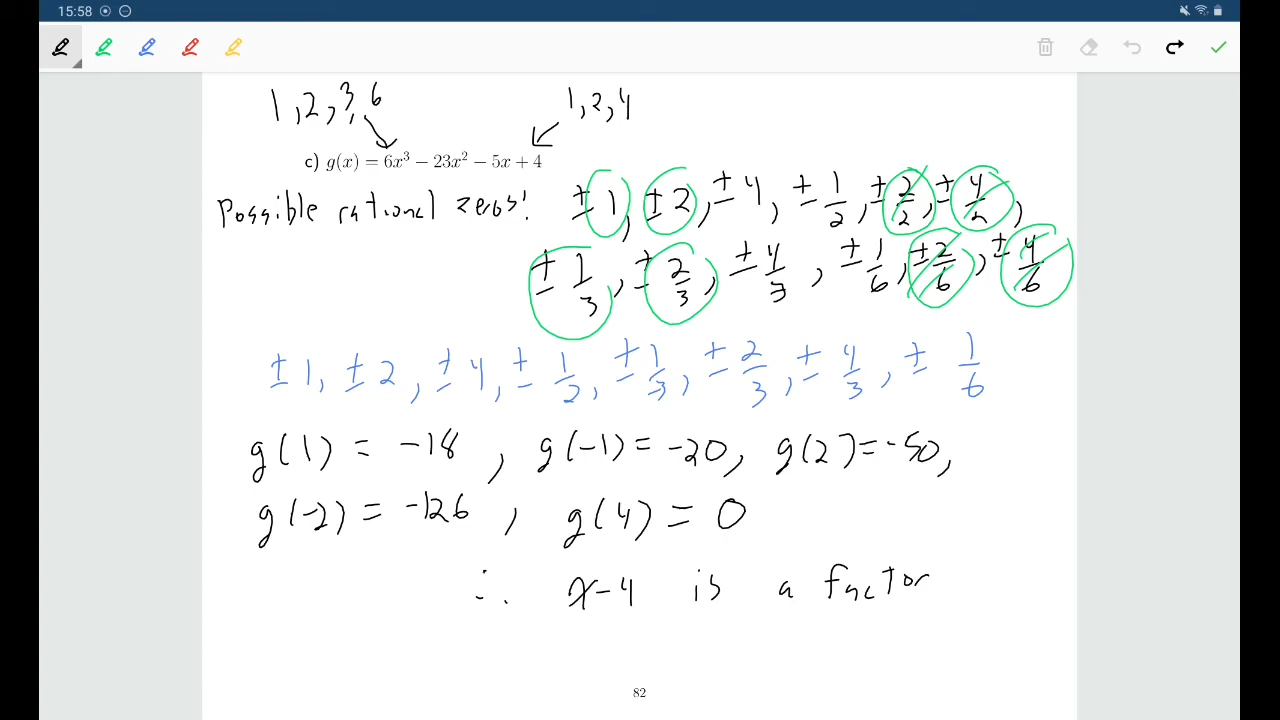 15:58
1, 2, 3, 6
1, 2, 4
c) g(x) = 6x³ − 23x² − 5x + 4
Possible rational zeros: ± 1, ± 2, ± 4, ± 1/2, ± 2/2, ± 4/2,
± 1/3, ± 2/3, ± 4/3, ± 1/6, ± 2/6, ± 4/6
± 1, ± 2, ± 4, ± 1/2, ± 1/3, ± 2/3, ± 4/3, ± 1/6
g(1) = -18, g(-1) = -20, g(2) = -50,
g(-2) = -126, g(4) = 0
∴ x-4 is a factor
82